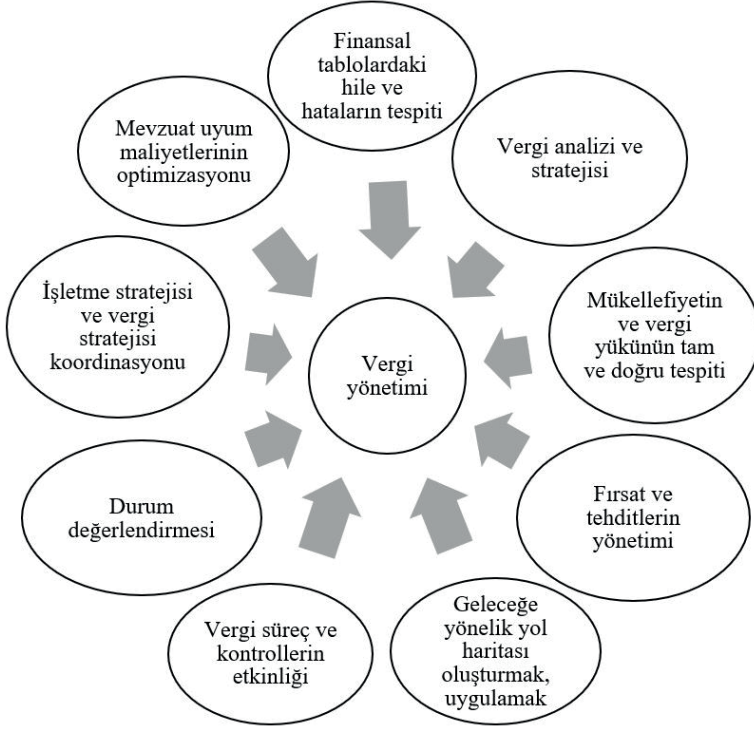 Finansal
tablolardaki
hile ve
hataların tespiti
Vergi analizi ve
stratejisi
Mükellefiyetin
ve vergi
yükünün tam
ve doğru tespiti
Fırsat ve
tehditlerin
yönetimi
Geleceğe
yönelik yol
haritası
oluşturmak,
uygulamak
Vergi süreç ve
kontrollerin
etkinliği
Durum
değerlendirmesi
İşletme stratejisi
ve vergi
stratejisi
koordinasyonu
Mevzuat uyum
maliyetlerinin
optimizasyonu
Vergi
yönetimi